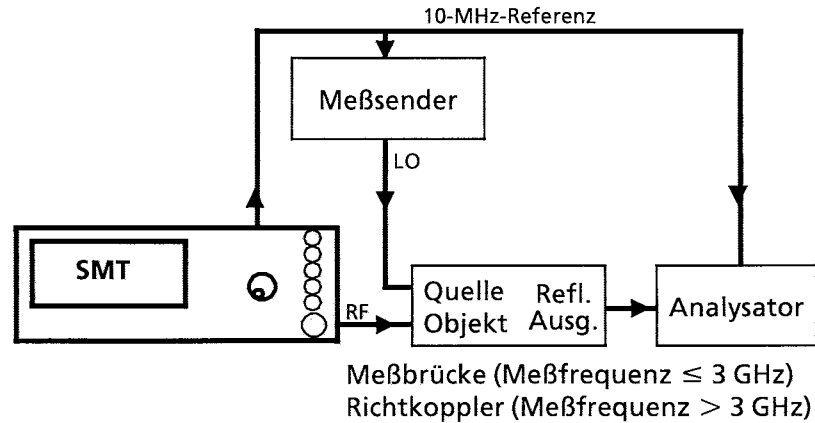 10-MHz-Referenz
Meßsender
LO
SMT
RF
Quelle Refl.
Objekt Ausg.
Analysator
Meßbrücke (Meßfrequenz ≤ 3 GHz)
Richtkoppler (Meßfrequenz > 3 GHz)